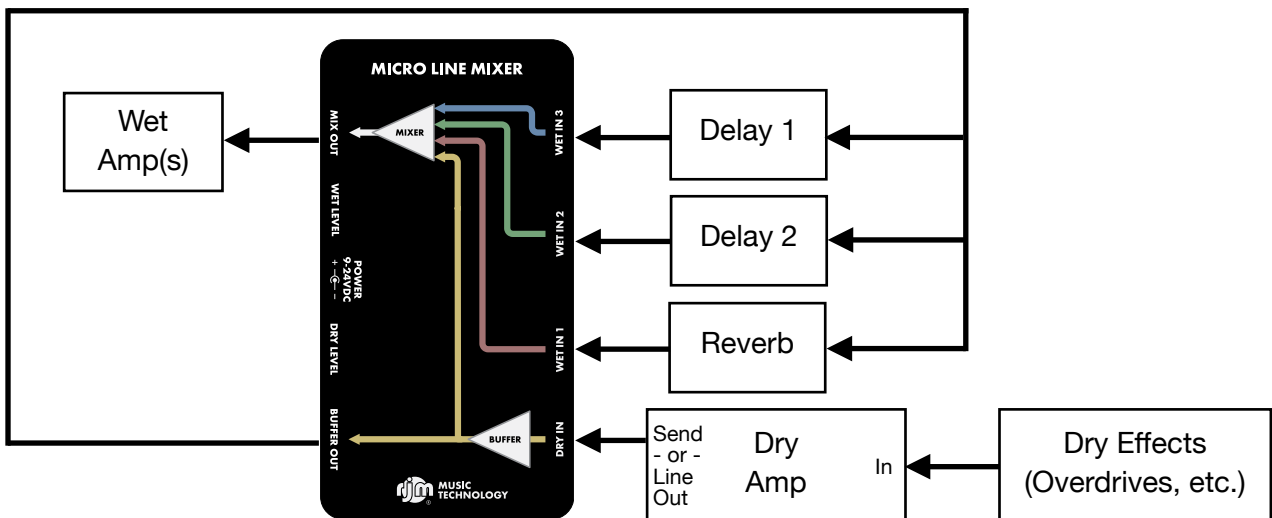 MICRO LINE MIXER
MIX OUT
WET LEVEL
POWER
9-24VDC
+ −
DRY LEVEL
BUFFER OUT
MIXER
BUFFER
WET IN 3
WET IN 2
WET IN 1
DRY IN
rjm MUSIC
TECHNOLOGY
®
Wet
Amp(s)
Delay 1
Delay 2
Reverb
Send
- or -
Line
Out
Dry
Amp
In
Dry Effects
(Overdrives, etc.)